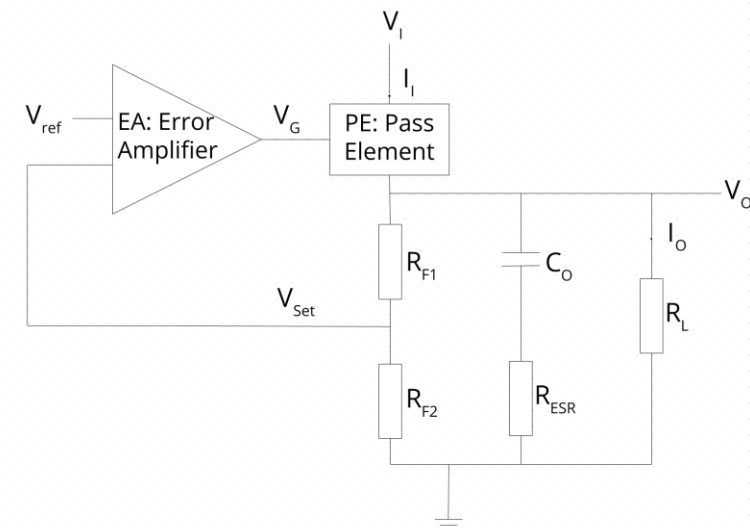 V_I
I_I
V_ref
EA: Error
Amplifier
V_G
PE: Pass
Element
V_O
I_O
R_F1
C_O
V_Set
R_L
R_F2
R_ESR